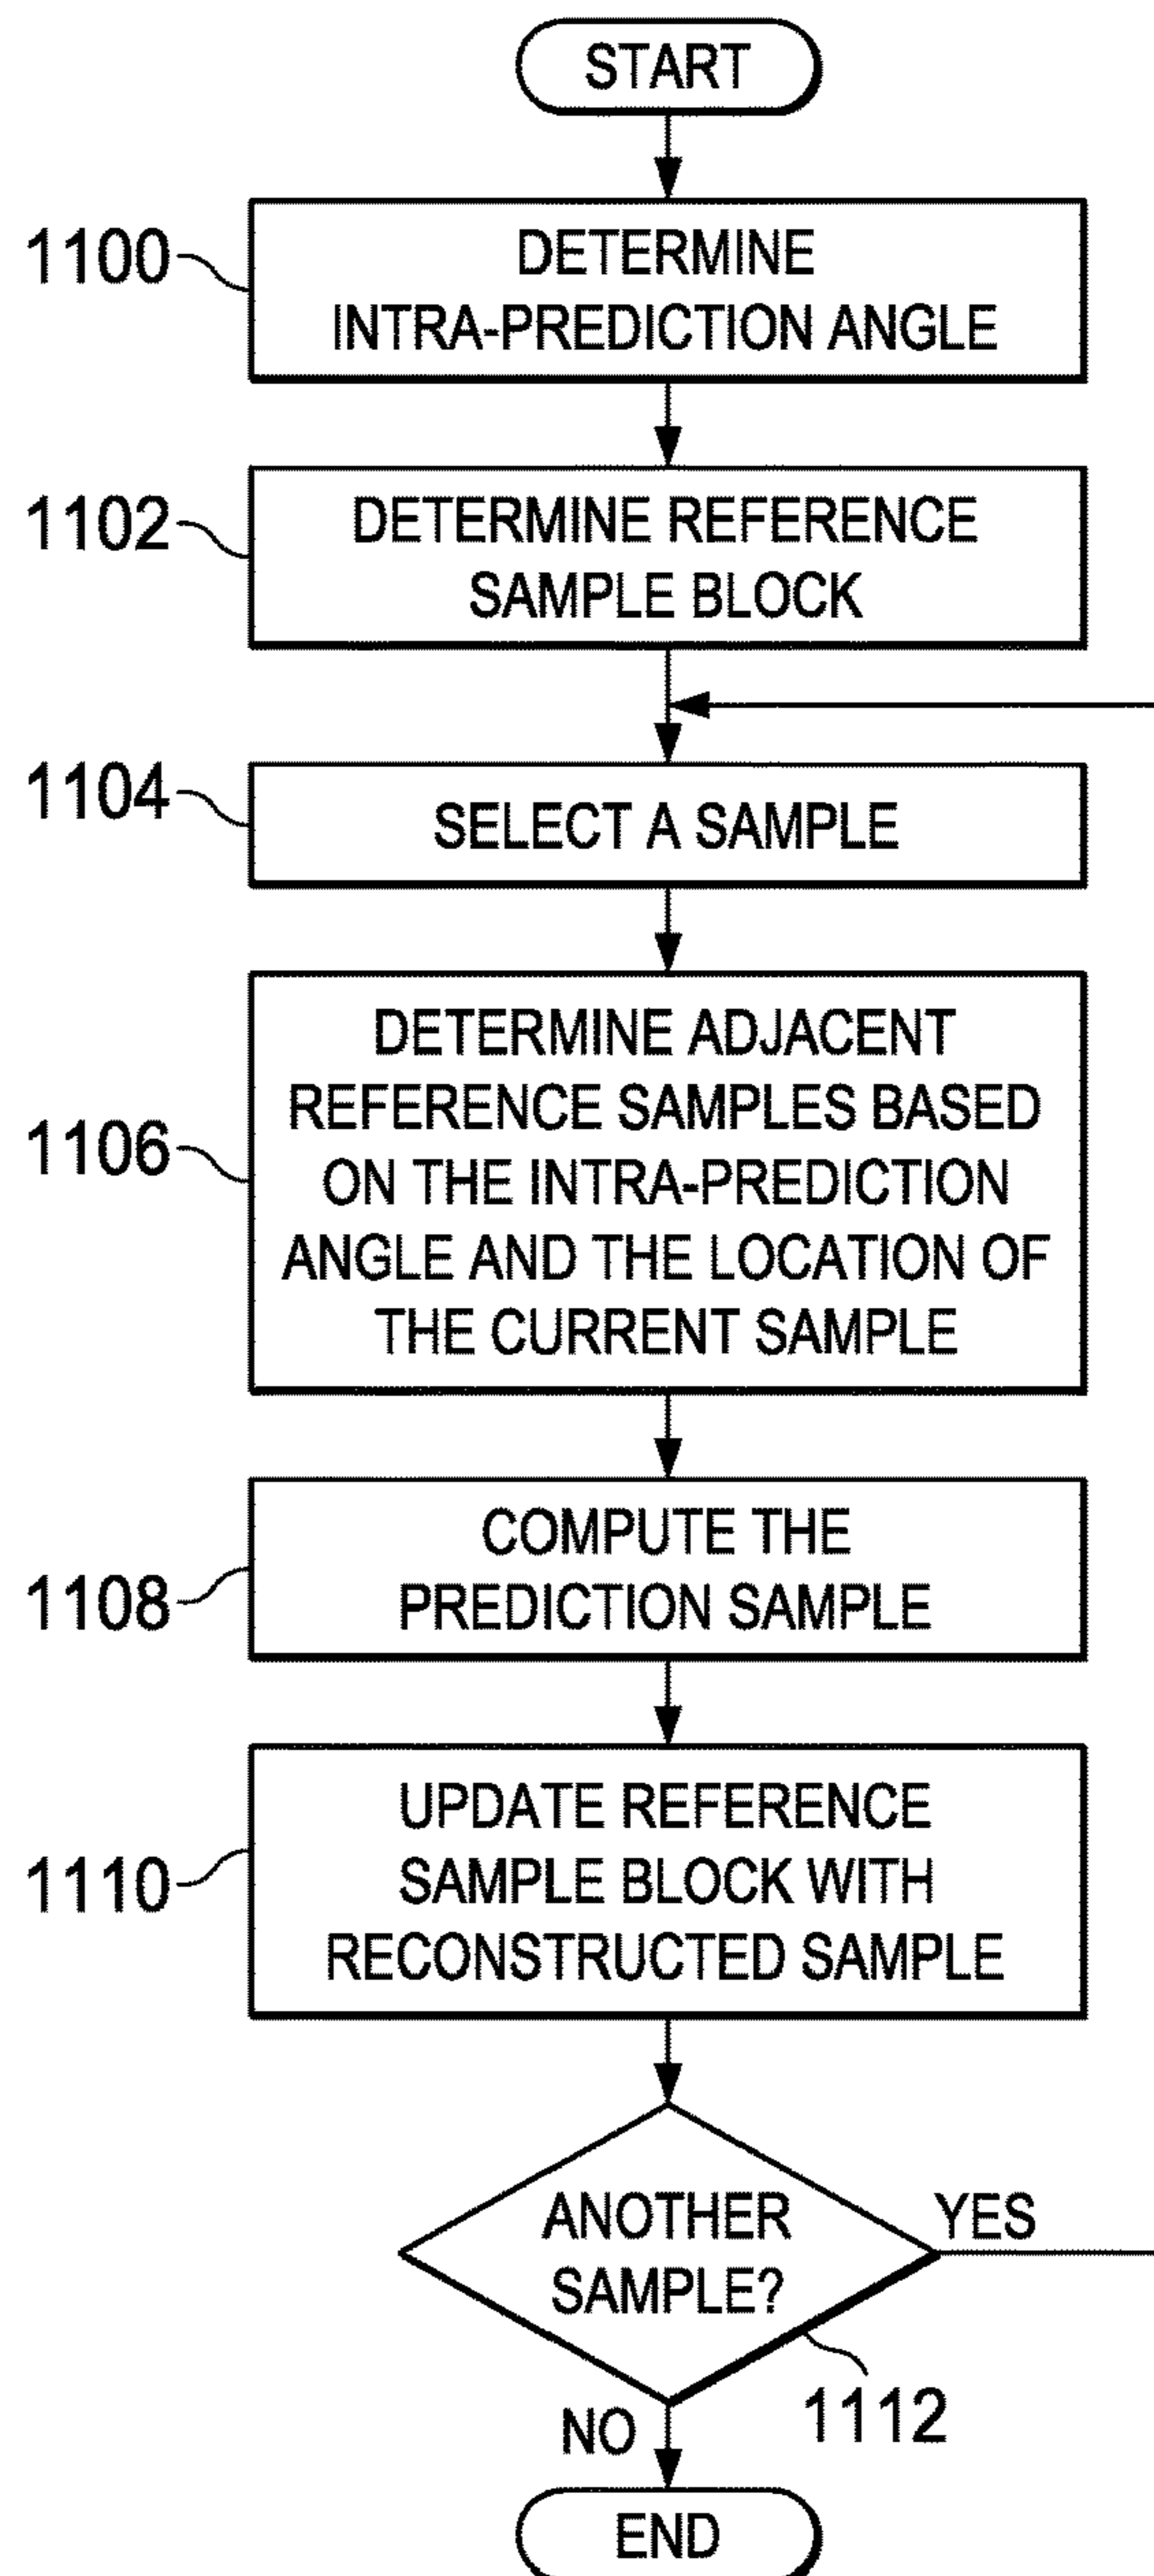 START
1100
DETERMINE
INTRA-PREDICTION ANGLE
1102
DETERMINE REFERENCE
SAMPLE BLOCK
1104
SELECT A SAMPLE
1106
DETERMINE ADJACENT
REFERENCE SAMPLES BASED
ON THE INTRA-PREDICTION
ANGLE AND THE LOCATION OF
THE CURRENT SAMPLE
1108
COMPUTE THE
PREDICTION SAMPLE
1110
UPDATE REFERENCE
SAMPLE BLOCK WITH
RECONSTRUCTED SAMPLE
ANOTHER
SAMPLE?
YES
1112
NO
END